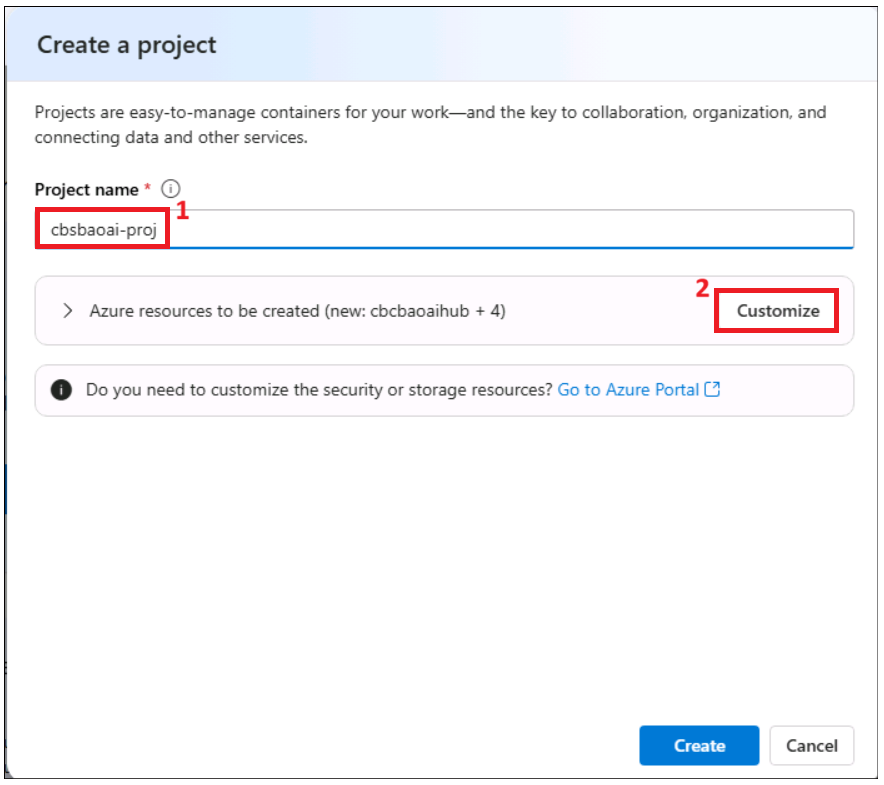 Create a project
Projects are easy-to-manage containers for your work—and the key to collaboration, organization, and
connecting data and other services.
Project name *
1
cbsbaoai-proj
2
Azure resources to be created (new: cbcbaoaihub + 4)
Customize
Do you need to customize the security or storage resources? Go to Azure Portal
Create
Cancel